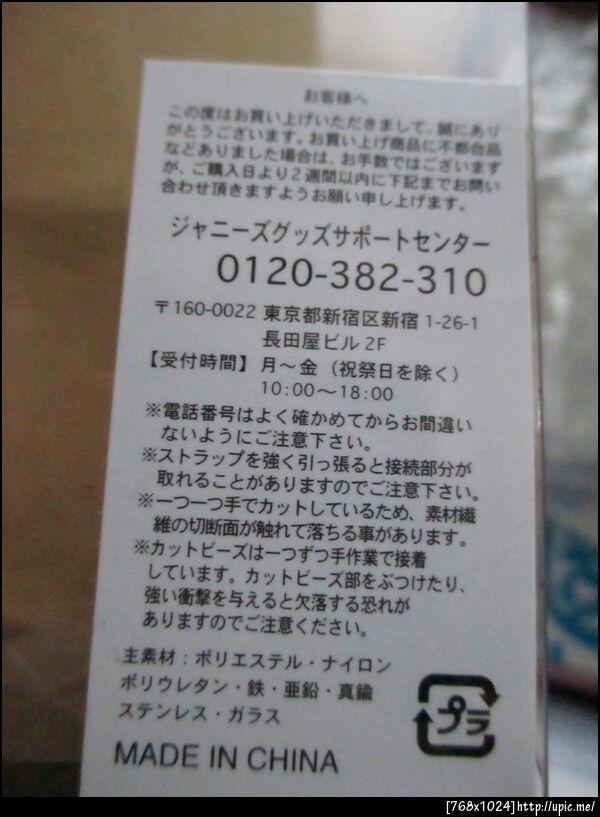 お客様へ
この度はお買い上げいただきまして、誠にあり
がとうございます。お買い上げ商品に不都合品
などありました場合は、お手数ではございます
が、ご購入日より2週間以内に下記までお問い
合わせ頂きますようお願い申し上げます。
ジャニーズグッズサポートセンター
0120-382-310
〒160-0022 東京都新宿区新宿 1-26-1
長田屋ビル 2F
【受付時間】 月～金（祝祭日を除く）
10:00～18:00
※電話番号はよく確かめてからお間違い
ないようにご注意下さい。
※ストラップを強く引っ張ると接続部分が
取れることがありますのでご注意下さい。
※一つ一つ手でカットしているため、素材繊
維の切断面が触れて落ちる事があります。
※カットビーズは一つずつ手作業で接着
しています。カットビーズ部をぶつけたり、
強い衝撃を与えると欠落する恐れが
ありますのでご注意ください。
主素材：ポリエステル・ナイロン
ポリウレタン・鉄・亜鉛・真鍮
ステンレス・ガラス
プラ
MADE IN CHINA
[768x1024]http://upic.me/